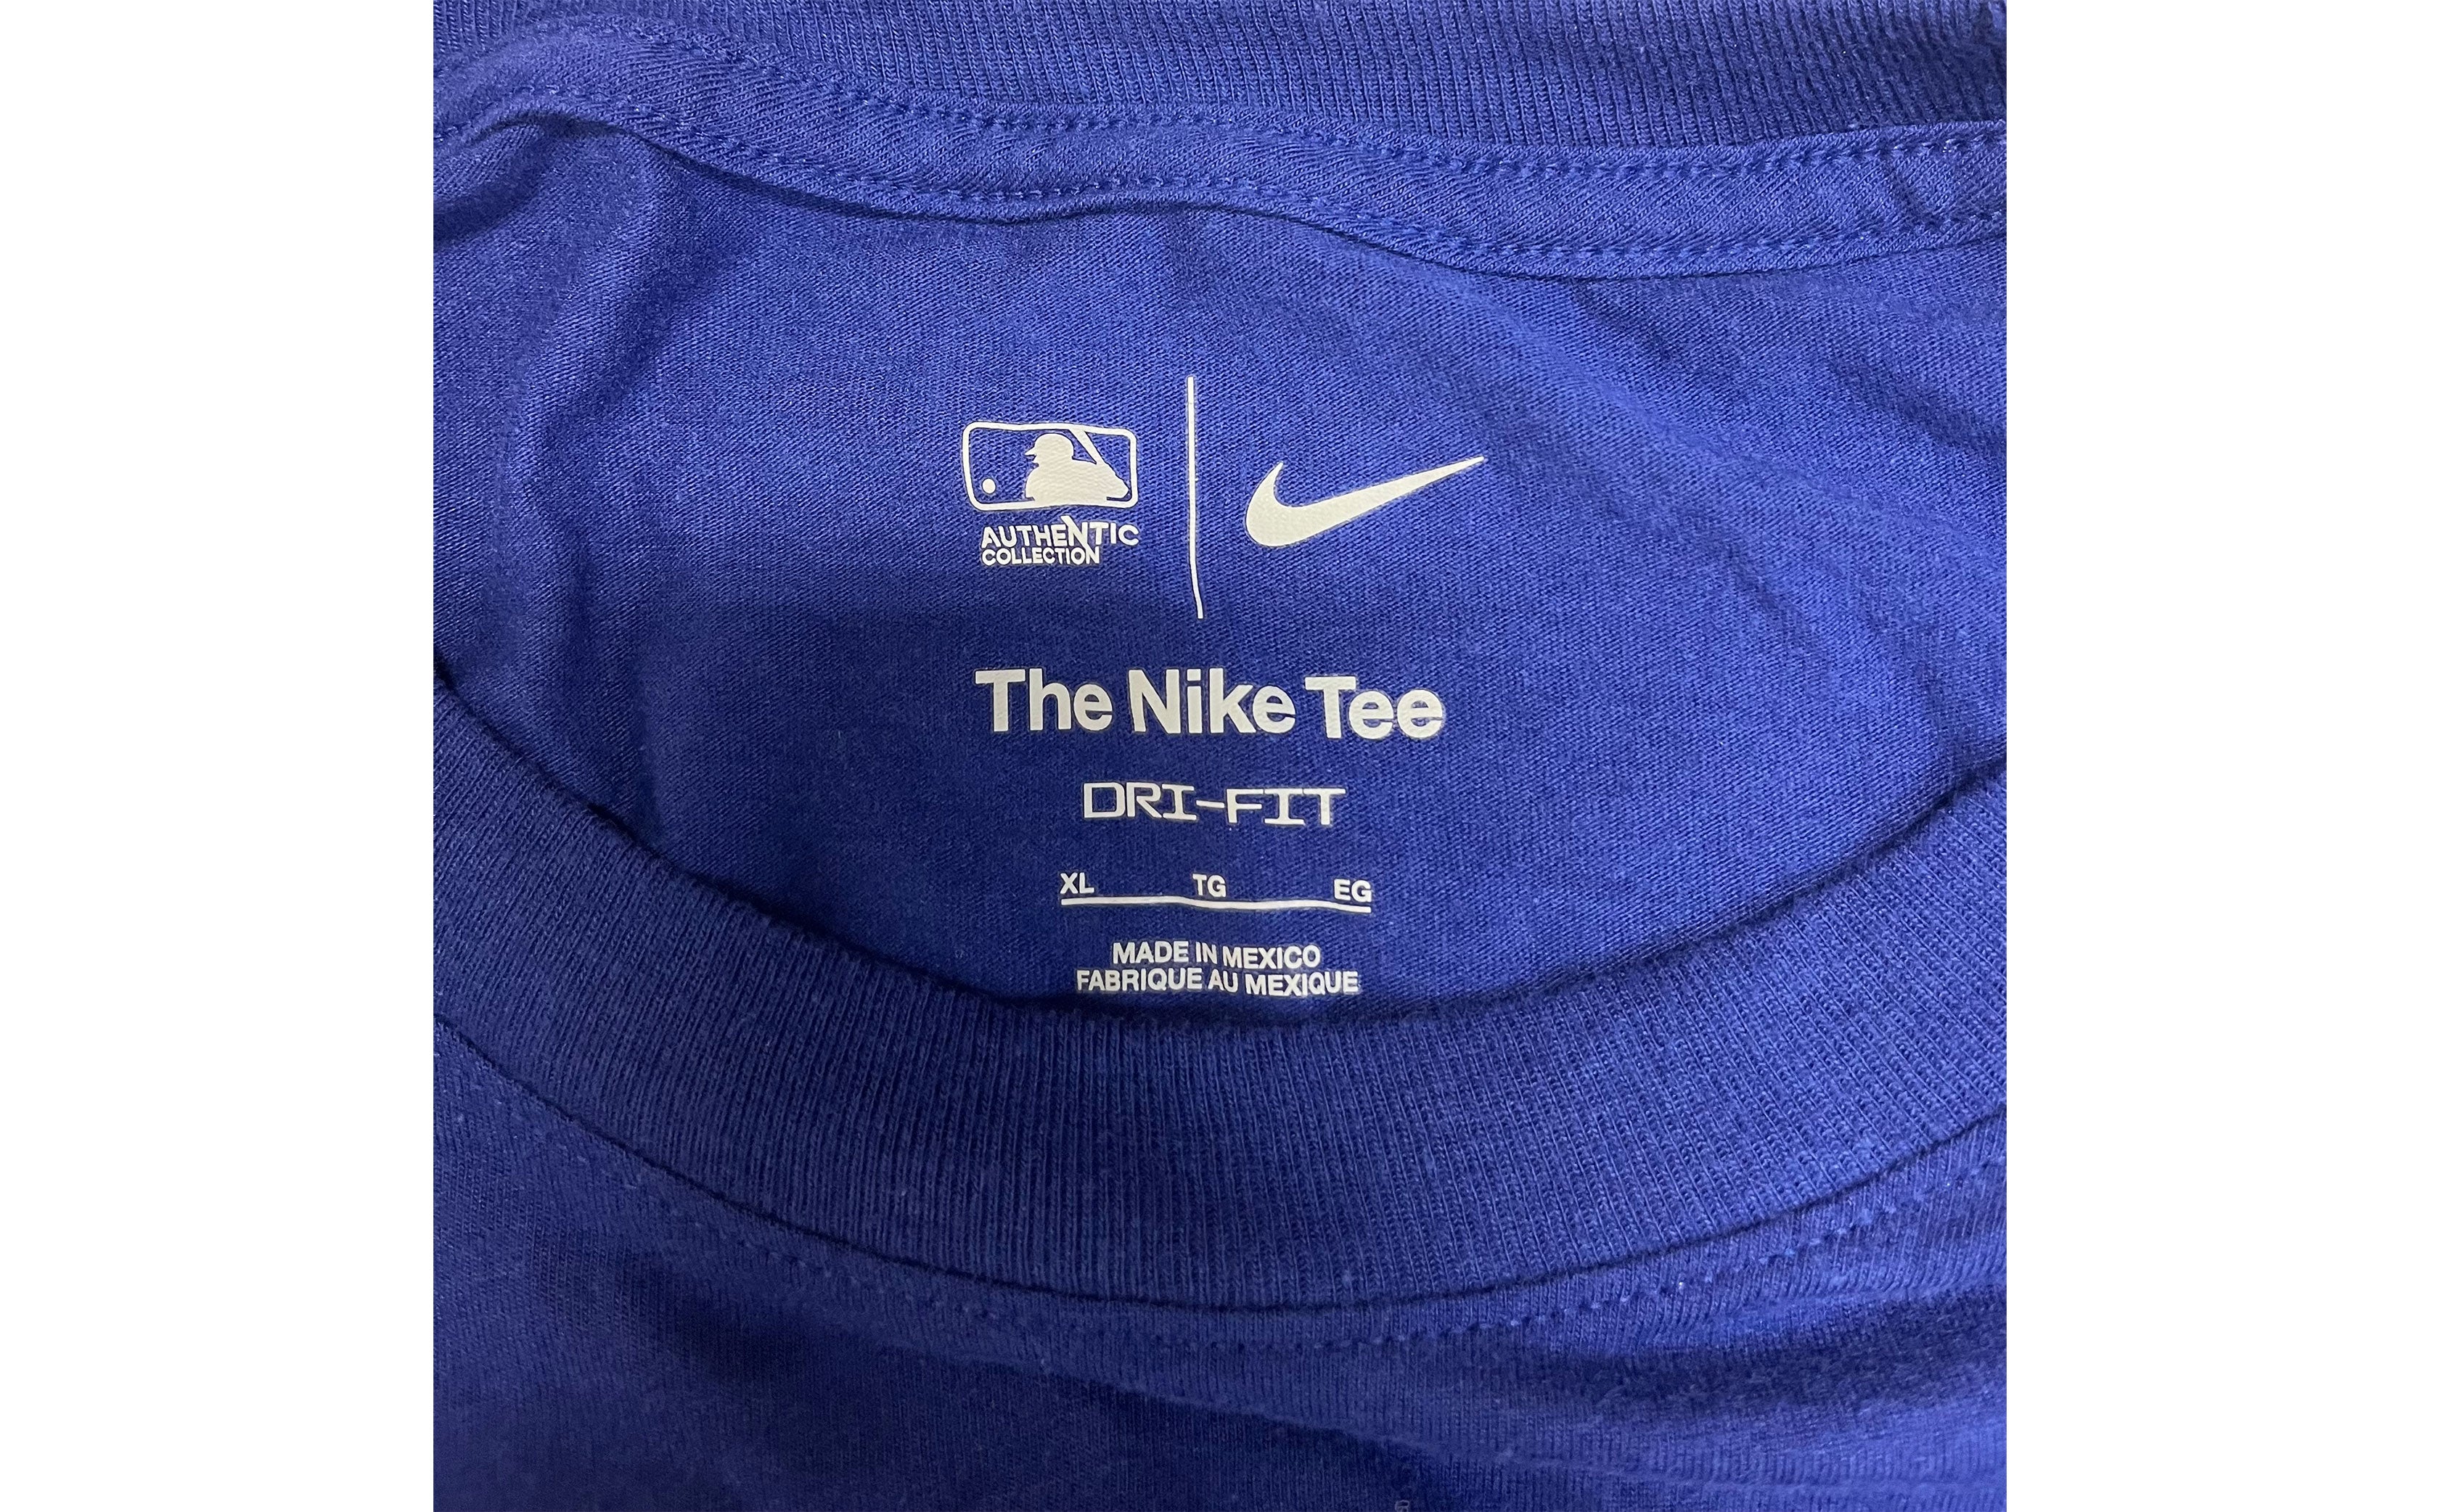 AUTHENTIC
COLLECTION
The Nike Tee
DRI-FIT
XL TG EG
MADE IN MEXICO
FABRIQUE AU MEXIQUE